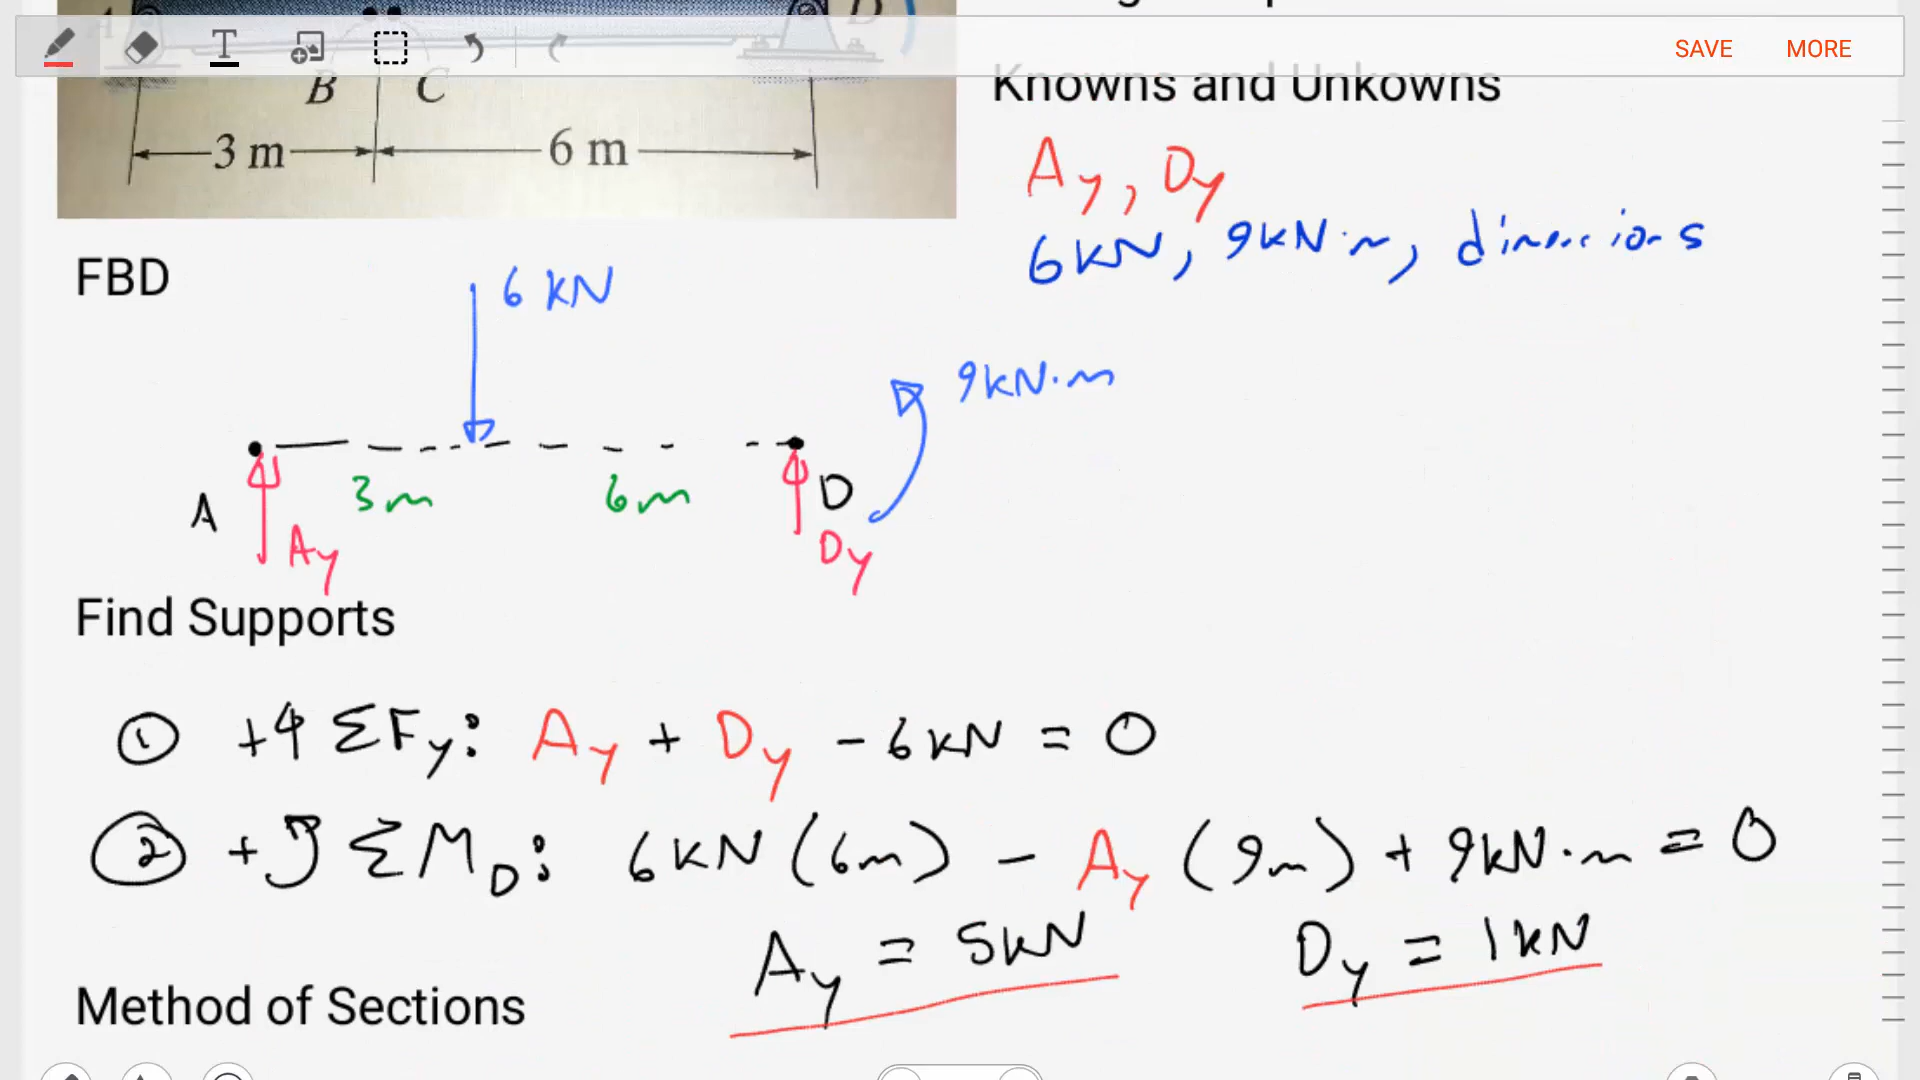 A D
T SAVE MORE
B C
Knowns and Unkowns
3 m 6 m
Ay, Dy
6kN, 9kN·m, dimensions
FBD
6 kN
9kN·m
3m 6m D
A Ay Dy
Find Supports
① +↑ ΣFy: Ay + Dy - 6kN = 0
② +↺ ΣMD: 6kN (6m) - Ay (9m) + 9kN·m = 0
Ay = 5kN Dy = 1kN
Method of Sections